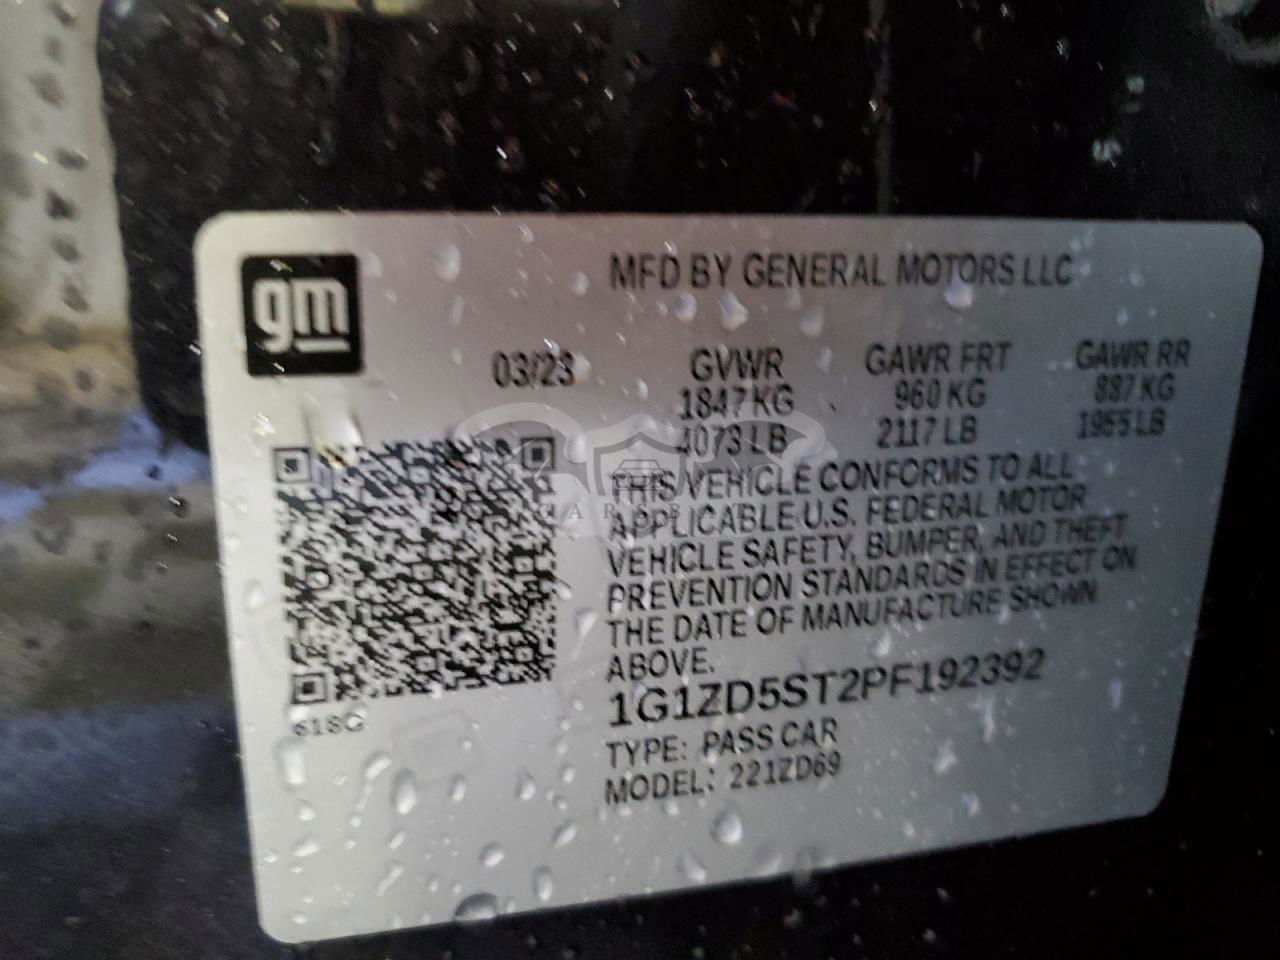 gm
MFD BY GENERAL MOTORS LLC
03/23
GVWR
1847 KG
4073 LB
GAWR FRT
960 KG
2117 LB
GAWR RR
887 KG
1955 LB
THIS VEHICLE CONFORMS TO ALL
APPLICABLE U.S. FEDERAL MOTOR
VEHICLE SAFETY, BUMPER, AND THEFT
PREVENTION STANDARDS IN EFFECT ON
THE DATE OF MANUFACTURE SHOWN
ABOVE.
1G1ZD5ST2PF192392
TYPE: PASS CAR
MODEL: 221ZD69
618G